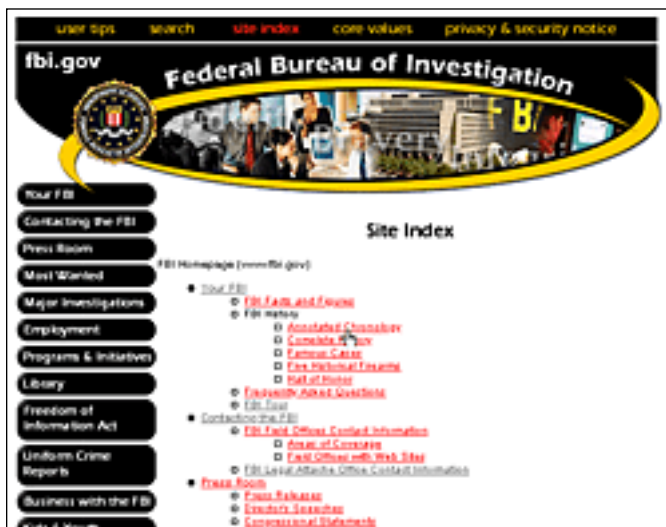 user tips search site index core values privacy & security notice
fbi.gov
Federal Bureau of Investigation
Your FBI
Contacting the FBI
Press Room
Most Wanted
Major Investigations
Employment
Programs & Initiatives
Library
Freedom of
Information Act
Uniform Crime
Reports
Business with the FBI
Kids & Youth
Site Index
FBI Homepage (www.fbi.gov)
Your FBI
FBI Facts and Figures
FBI History
Annotated Chronology
Complete History
Famous Cases
Fire Historical Firearms
Hall of Honor
Frequently Asked Questions
FBI Tour
Contacting the FBI
FBI Field Offices Contact Information
Areas of Coverage
Field Offices with Web Sites
FBI Legal Attache Office Contact Information
Press Room
Press Releases
Director's Speeches
Congressional Statements